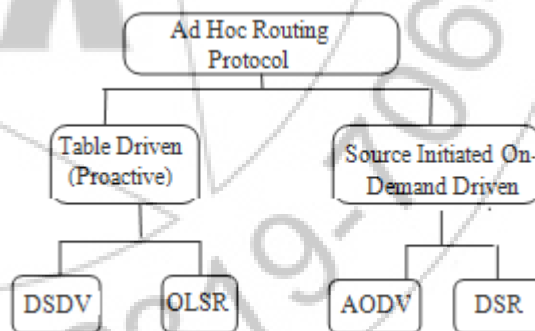 Ad Hoc Routing
Protocol
Table Driven
(Proactive)
Source Initiated On-
Demand Driven
DSDV
OLSR
AODV
DSR